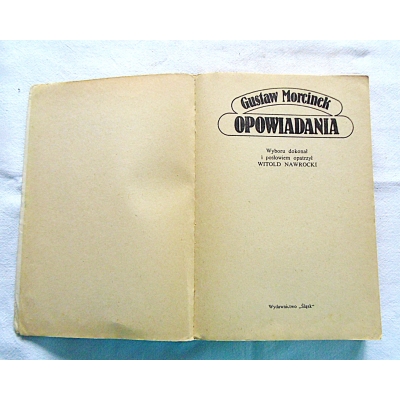 Gustaw Morcinek
OPOWIADANIA
Wyboru dokonał
i posłowiem opatrzył
WITOLD NAWROCKI
Wydawnictwo „Śląsk”